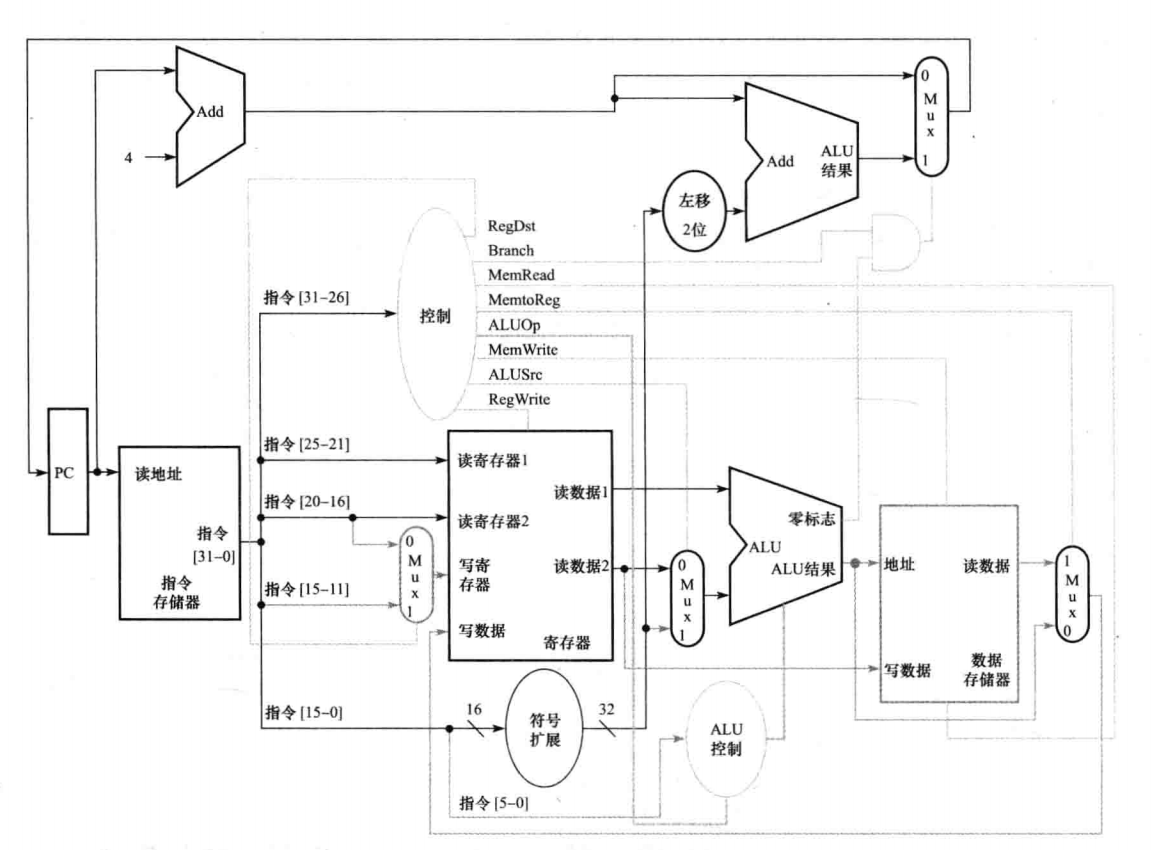 Add
4
0
Mux
1
Add
ALU
结果
左移
2位
RegDst
Branch
MemRead
MemtoReg
ALUOp
MemWrite
ALUSrc
RegWrite
控制
指令 [31–26]
PC
读地址
指令
[31–0]
指令
存储器
指令 [25–21]
指令 [20–16]
指令 [15–11]
0
Mux
1
读寄存器1
读寄存器2
写寄
存器
写数据
读数据1
读数据2
寄存器
0
Mux
1
零标志
ALU
ALU结果
地址
读数据
写数据
数据
存储器
1
Mux
0
指令 [15–0]
16
符号
扩展
32
ALU
控制
指令 [5–0]